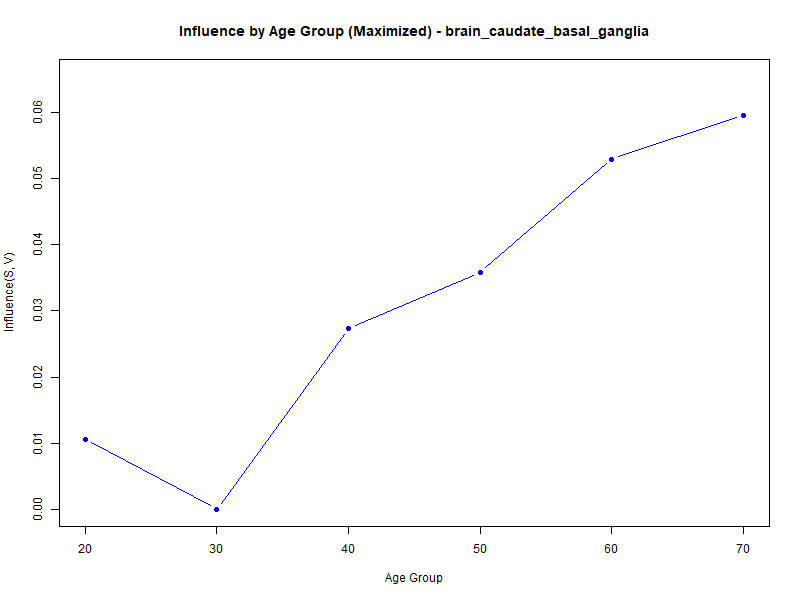 Influence by Age Group (Maximized) - brain_caudate_basal_ganglia
Influence(S, V)
0.06
0.05
0.04
0.03
0.02
0.01
0.00
20 30 40 50 60 70
Age Group